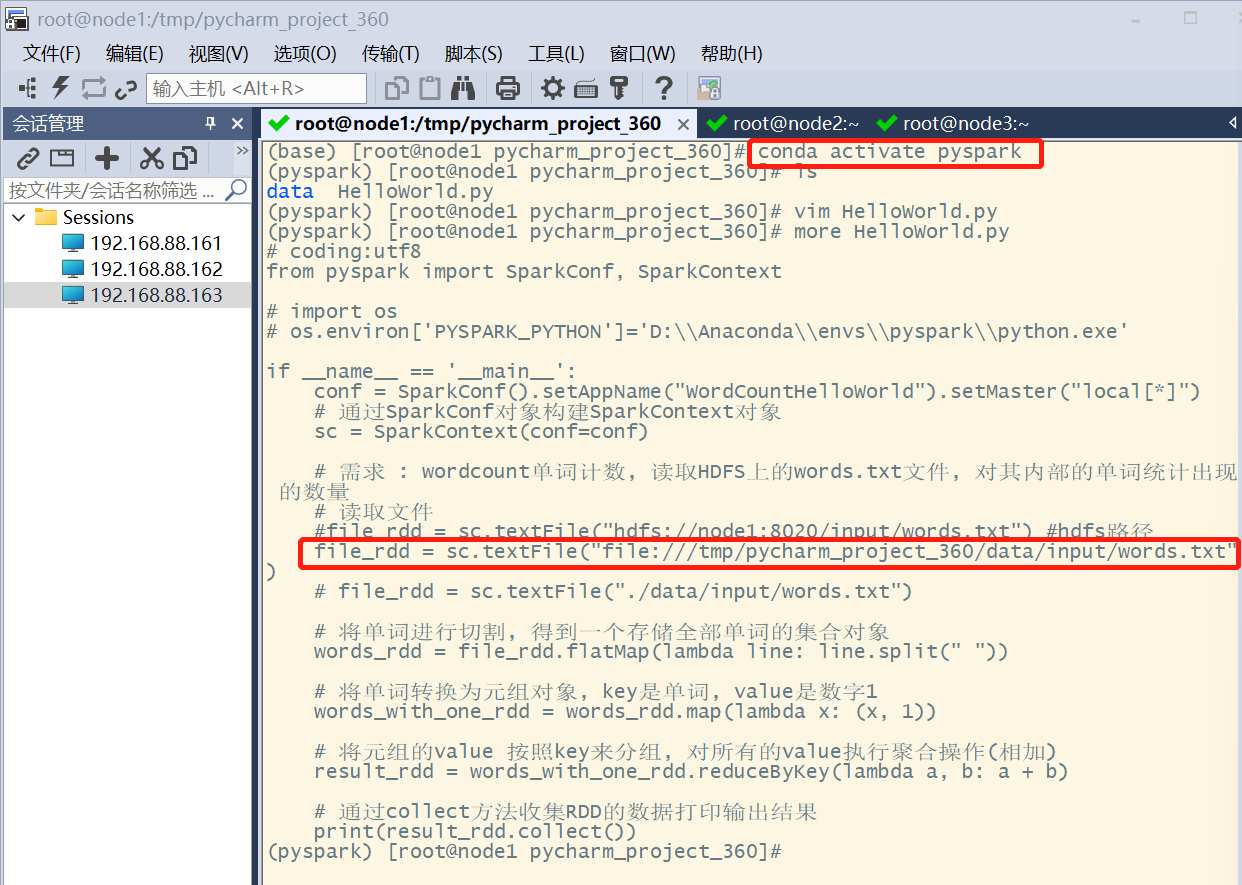 root@node1:/tmp/pycharm_project_360
文件(F) 编辑(E) 视图(V) 选项(O) 传输(T) 脚本(S) 工具(L) 窗口(W) 帮助(H)
输入主机 <Alt+R>
会话管理
root@node1:/tmp/pycharm_project_360 root@node2:~ root@node3:~
按文件夹/会话名称筛选 ...
Sessions
192.168.88.161
192.168.88.162
192.168.88.163
(base) [root@node1 pycharm_project_360]# conda activate pyspark
(pyspark) [root@node1 pycharm_project_360]# ls
data  HelloWorld.py
(pyspark) [root@node1 pycharm_project_360]# vim HelloWorld.py
(pyspark) [root@node1 pycharm_project_360]# more HelloWorld.py
# coding:utf8
from pyspark import SparkConf, SparkContext
# import os
# os.environ['PYSPARK_PYTHON']='D:\\Anaconda\\envs\\pyspark\\python.exe'
if __name__ == '__main__':
    conf = SparkConf().setAppName("WordCountHelloWorld").setMaster("local[*]")
    # 通过SparkConf对象构建SparkContext对象
    sc = SparkContext(conf=conf)
    # 需求 : wordcount单词计数, 读取HDFS上的words.txt文件, 对其内部的单词统计出现
的数量
    # 读取文件
    #file_rdd = sc.textFile("hdfs://node1:8020/input/words.txt") #hdfs路径
    file_rdd = sc.textFile("file:///tmp/pycharm_project_360/data/input/words.txt"
)
    # file_rdd = sc.textFile("./data/input/words.txt")
    # 将单词进行切割, 得到一个存储全部单词的集合对象
    words_rdd = file_rdd.flatMap(lambda line: line.split(" "))
    # 将单词转换为元组对象, key是单词, value是数字1
    words_with_one_rdd = words_rdd.map(lambda x: (x, 1))
    # 将元组的value 按照key来分组, 对所有的value执行聚合操作(相加)
    result_rdd = words_with_one_rdd.reduceByKey(lambda a, b: a + b)
    # 通过collect方法收集RDD的数据打印输出结果
    print(result_rdd.collect())
(pyspark) [root@node1 pycharm_project_360]#